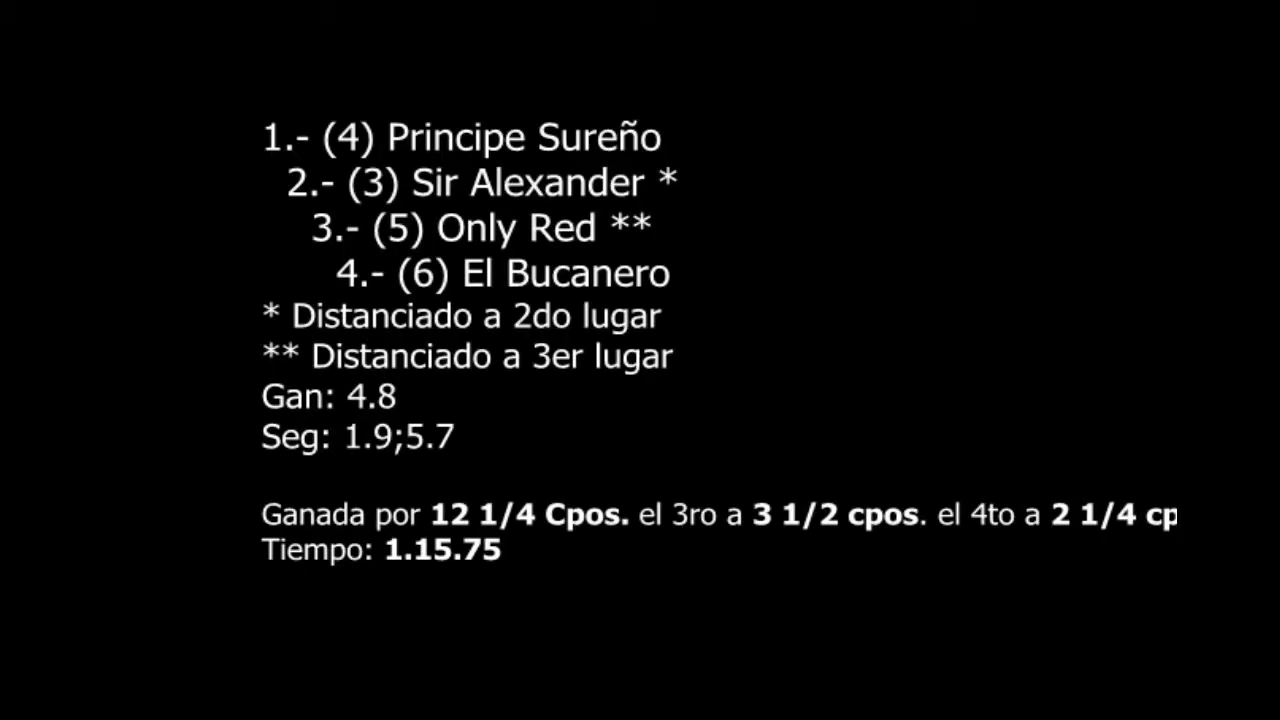 1.- (4) Principe Sureño
2.- (3) Sir Alexander *
3.- (5) Only Red **
4.- (6) El Bucanero
* Distanciado a 2do lugar
** Distanciado a 3er lugar
Gan: 4.8
Seg: 1.9;5.7
Ganada por 12 1/4 Cpos. el 3ro a 3 1/2 cpos. el 4to a 2 1/4 cp
Tiempo: 1.15.75